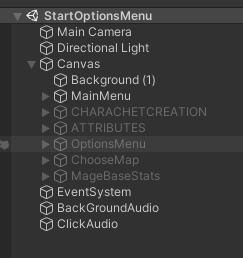 StartOptionsMenu
Main Camera
Directional Light
Canvas
Background (1)
MainMenu
CHARACHETCREATION
ATTRIBUTES
OptionsMenu
ChooseMap
MageBaseStats
EventSystem
BackGroundAudio
ClickAudio